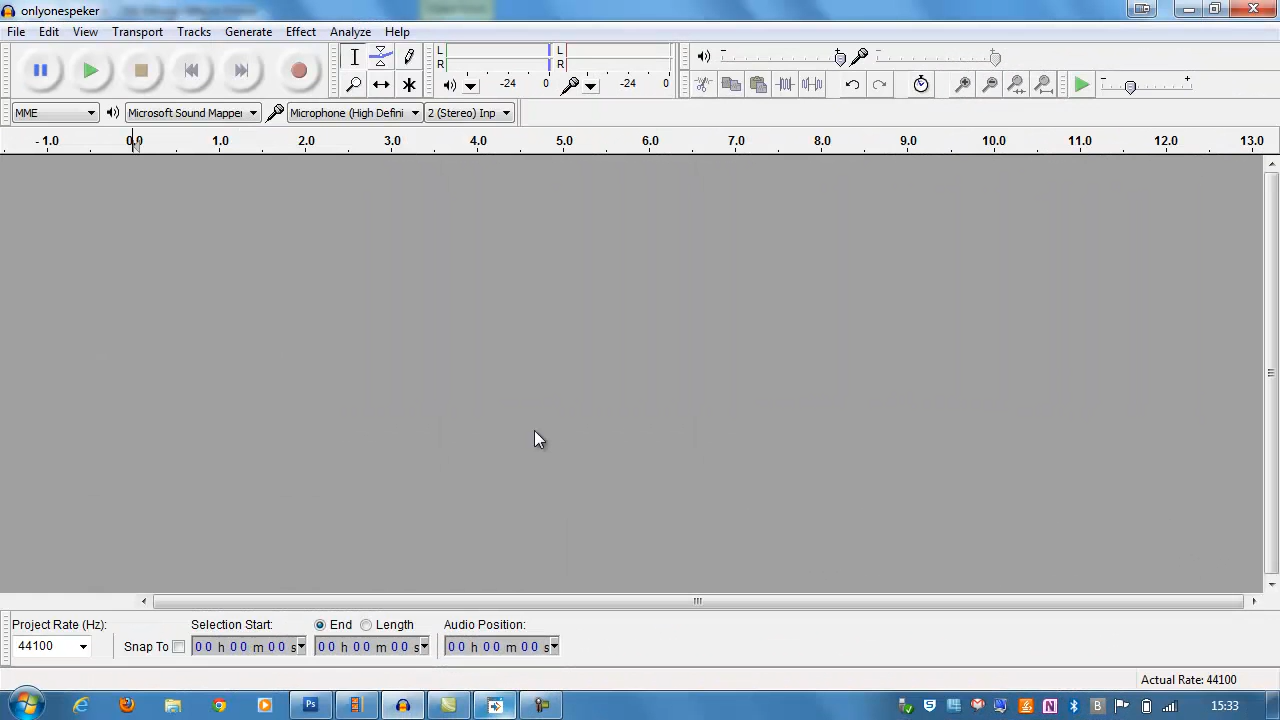 onlyonespeker
File Edit View Transport Tracks Generate Effect Analyze Help
L
R
-24 0
L
R
-24 0
MME
Microsoft Sound Mapper
Microphone (High Defini
2 (Stereo) Inp
- 1.0 0.0 1.0 2.0 3.0 4.0 5.0 6.0 7.0 8.0 9.0 10.0 11.0 12.0 13.0
Project Rate (Hz):
44100
Snap To
Selection Start:
00 h 00 m 00 s
End Length
00 h 00 m 00 s
Audio Position:
00 h 00 m 00 s
Actual Rate: 44100
Ps
N
B
15:33